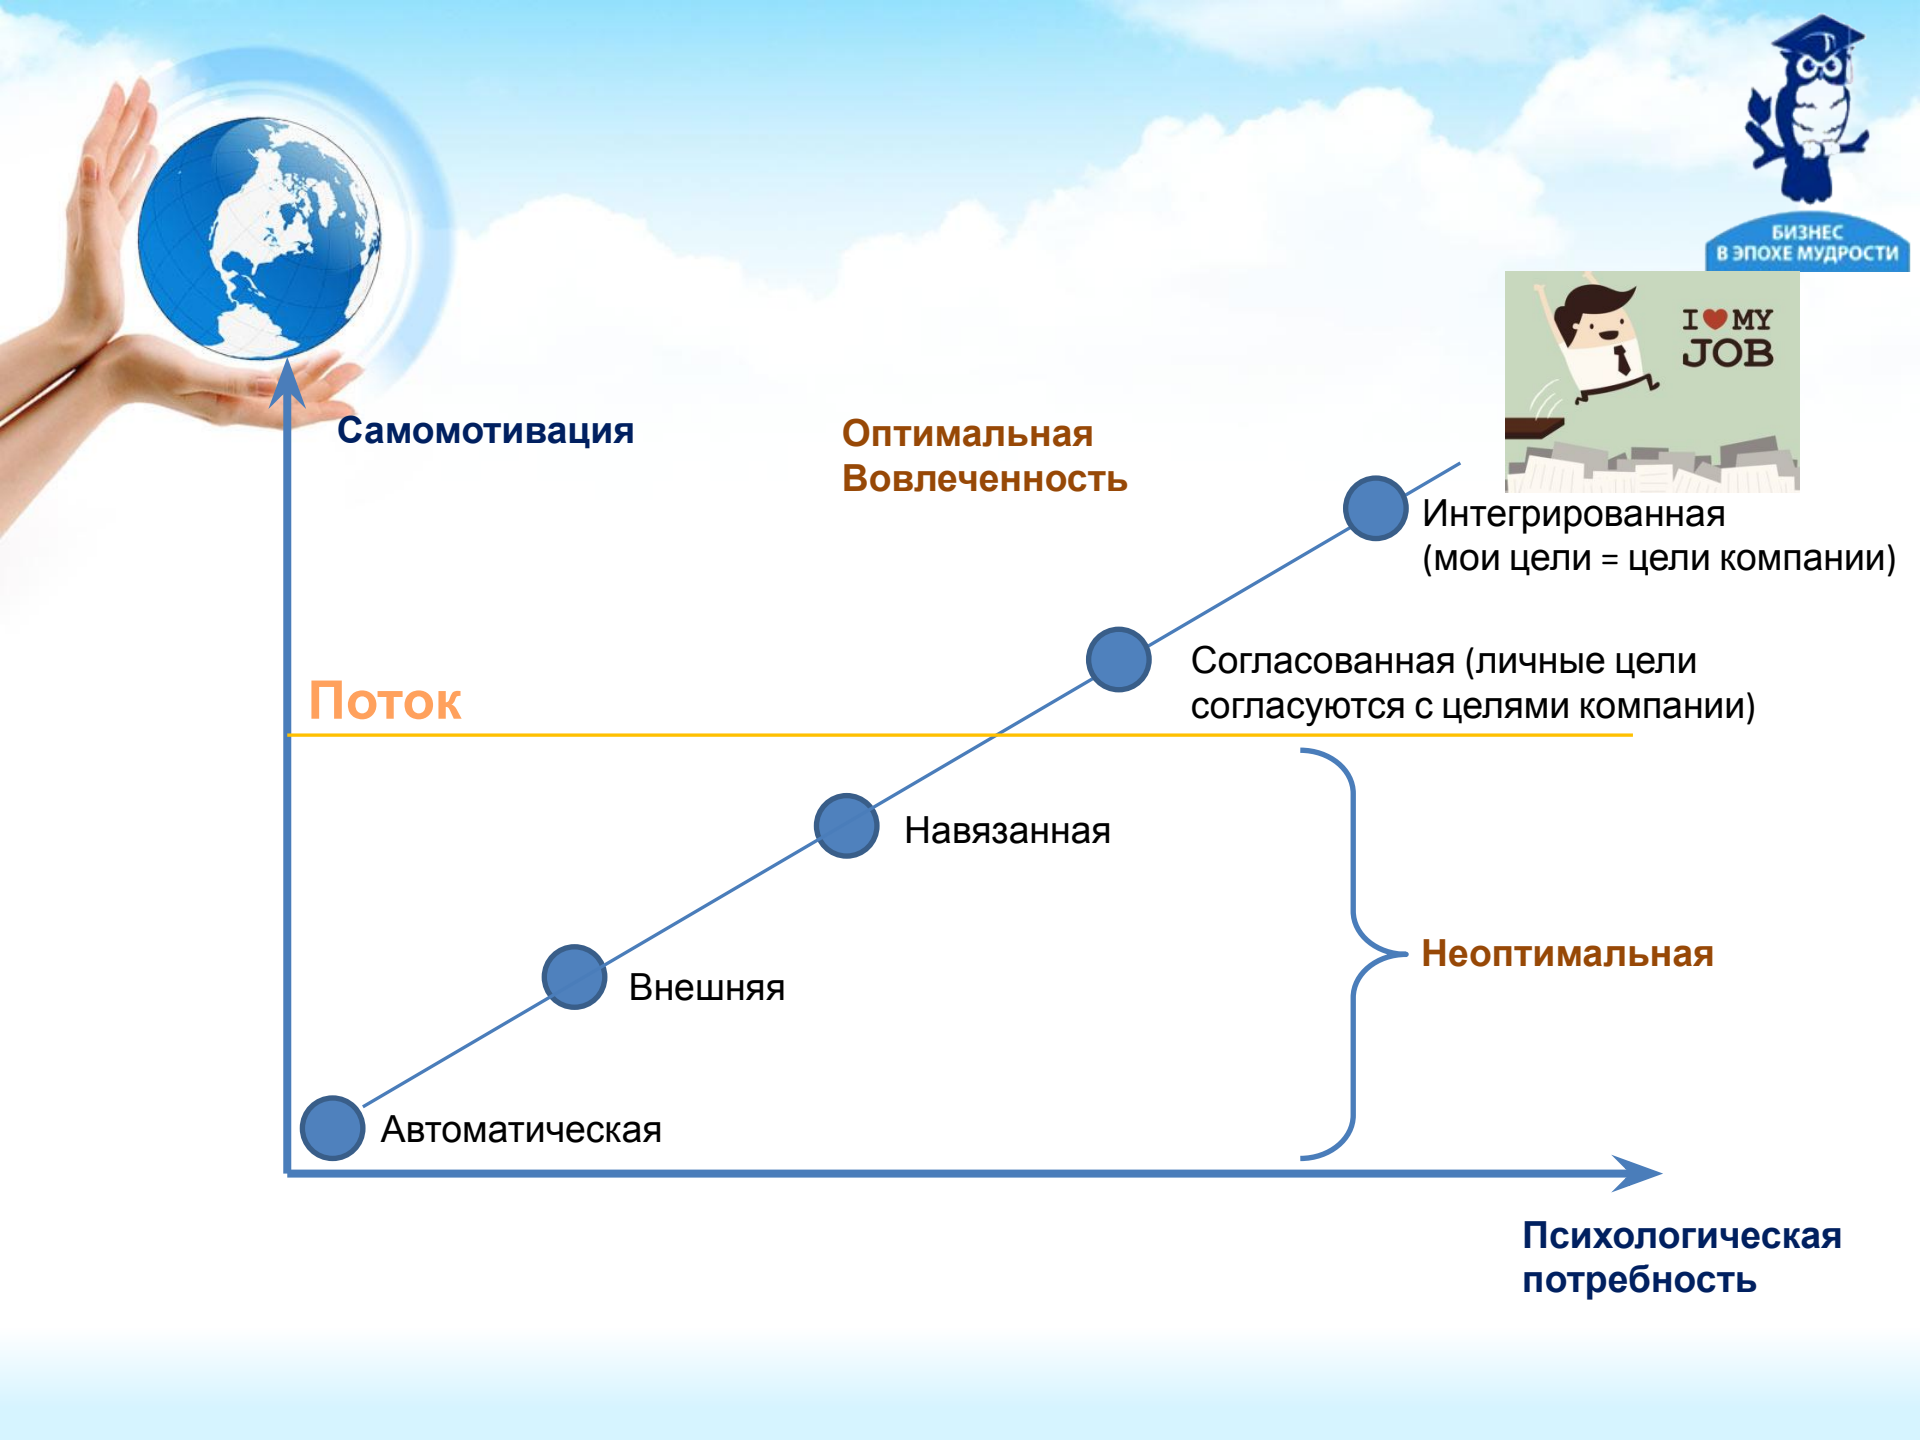 БИЗНЕС
В ЭПОХЕ МУДРОСТИ
I ❤ MY
JOB
Самомотивация
Оптимальная
Вовлеченность
Интегрированная
(мои цели = цели компании)
Согласованная (личные цели
согласуются с целями компании)
Поток
Навязанная
Неоптимальная
Внешняя
Автоматическая
Психологическая
потребность